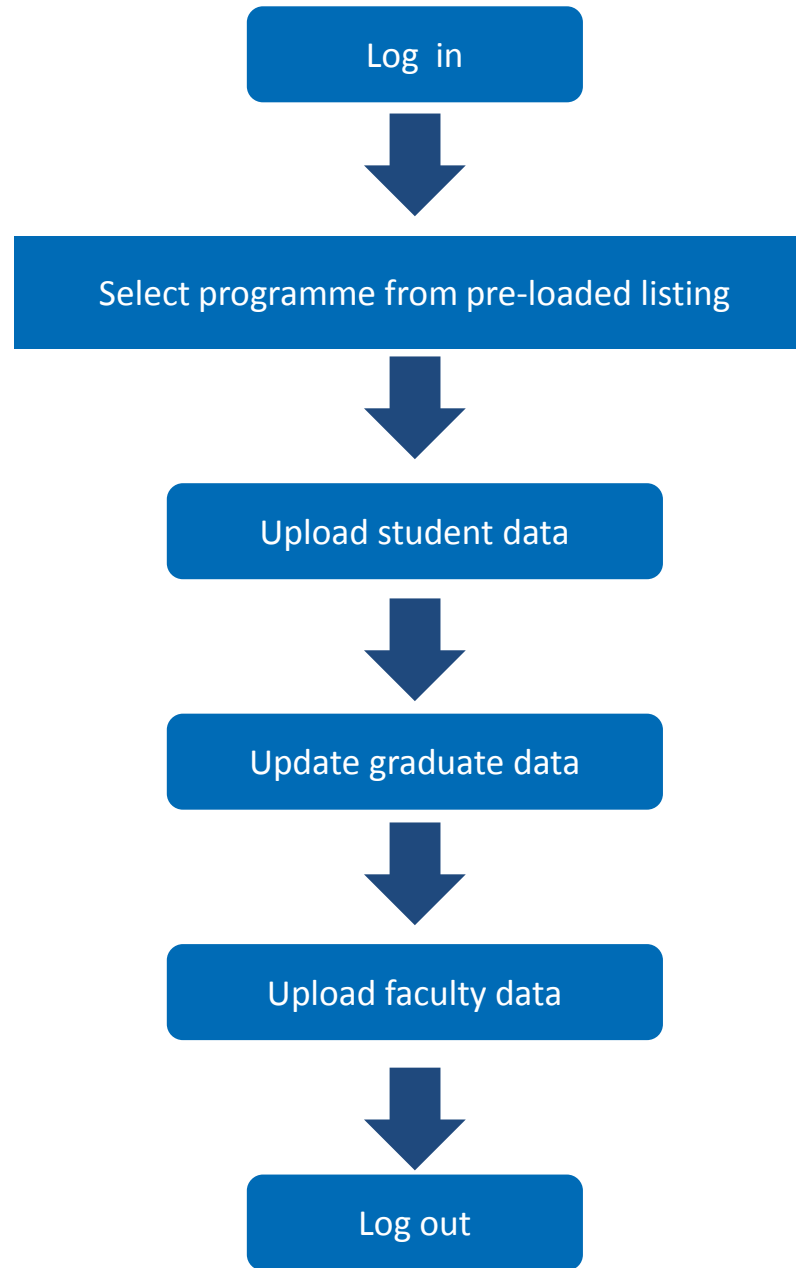 Log in
Select programme from pre-loaded listing
Upload student data
Update graduate data
Upload faculty data
Log out